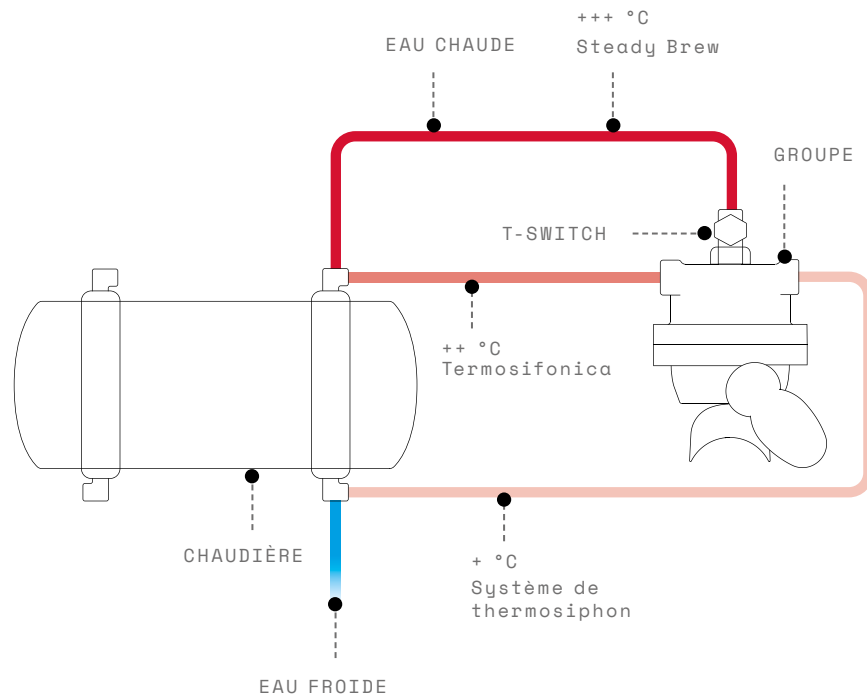 +++ °C
Steady Brew
EAU CHAUDE
GROUPE
T-SWITCH
++ °C
Termosifonica
CHAUDIÈRE
+ °C
Système de
thermosiphon
EAU FROIDE